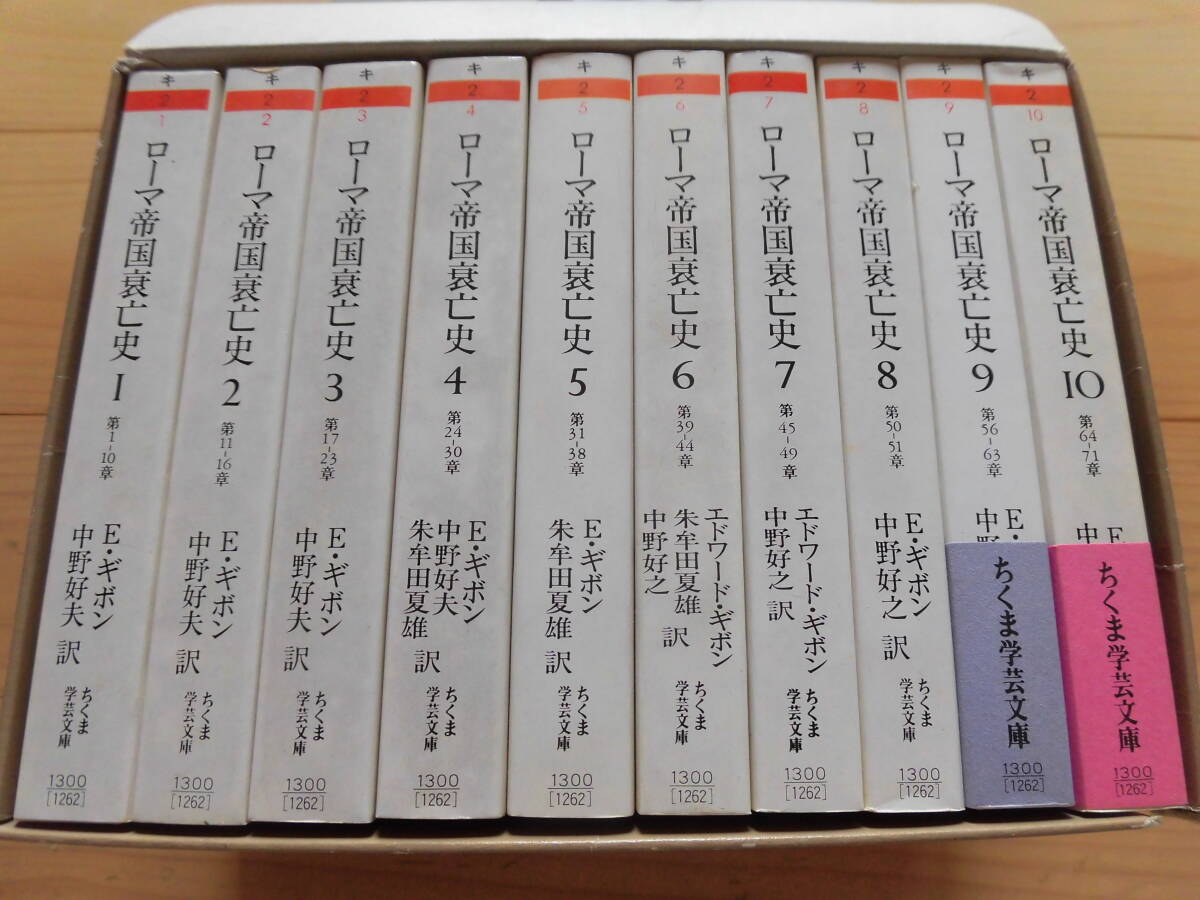 キ
2
1
ローマ帝国衰亡史 1
第1-10章
E・ギボン
中野好夫 訳
ちくま
学芸文庫
1300
[1262]
キ
2
2
ローマ帝国衰亡史 2
第11-16章
E・ギボン
中野好夫 訳
ちくま
学芸文庫
1300
[1262]
キ
2
3
ローマ帝国衰亡史 3
第17-23章
E・ギボン
中野好夫 訳
ちくま
学芸文庫
1300
[1262]
キ
2
4
ローマ帝国衰亡史 4
第24-30章
E・ギボン
中野好夫
朱牟田夏雄 訳
ちくま
学芸文庫
1300
[1262]
キ
2
5
ローマ帝国衰亡史 5
第31-38章
E・ギボン
朱牟田夏雄 訳
ちくま
学芸文庫
1300
[1262]
キ
2
6
ローマ帝国衰亡史 6
第39-44章
エドワード・ギボン
朱牟田夏雄
中野好之 訳
ちくま
学芸文庫
1300
[1262]
キ
2
7
ローマ帝国衰亡史 7
第45-49章
エドワード・ギボン
中野好之 訳
ちくま
学芸文庫
1300
[1262]
キ
2
8
ローマ帝国衰亡史 8
第50-51章
E・ギボン
中野好之 訳
ちくま
学芸文庫
1300
[1262]
キ
2
9
ローマ帝国衰亡史 9
第56-63章
E・
中野
ちくま学芸文庫
1300
[1262]
キ
2
10
ローマ帝国衰亡史 10
第64-71章
E
中
ちくま学芸文庫
1300
[1262]